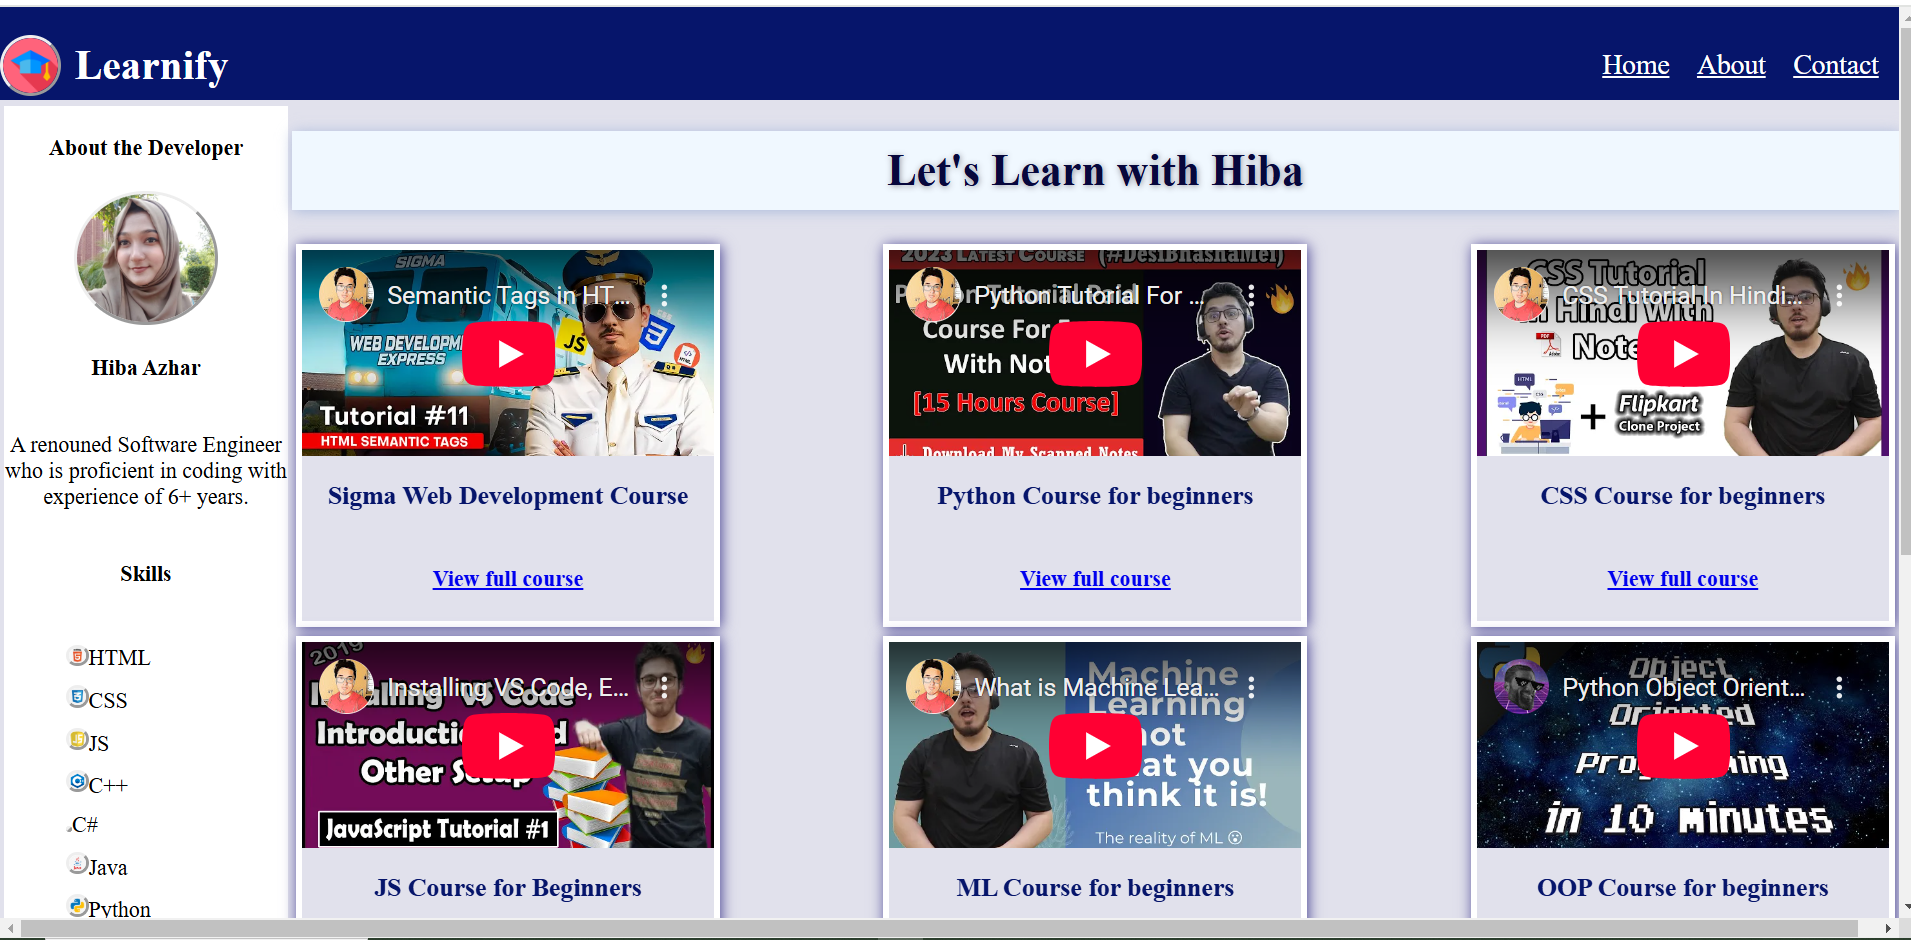 Learnify
Home About Contact
About the Developer
Hiba Azhar
A renouned Software Engineer
who is proficient in coding with
experience of 6+ years.
Skills
HTML
CSS
JS
C++
C#
Java
Python
Let's Learn with Hiba
SIGMA
Semantic Tags in HT...
WEB DEVELOPM
EXPRESS
JS
Tutorial #11
HTML SEMANTIC TAGS
Sigma Web Development Course
View full course
2023 LATEST COURSE (#DesiBhashaMei)
Python Tutorial For ...
Course For
With Not
[15 Hours Course]
Download My Scanned Notes
Python Course for beginners
View full course
CSS Tutorial
CSS Tutorial In Hindi...
In Hindi With
Note
+ Flipkart
Clone Project
CSS Course for beginners
View full course
2019
Installing VS Code, E...
Installing VS Code
Introducti
Other Setup
JavaScript Tutorial #1
JS Course for Beginners
Machine
What is Machine Lea...
Learning
not
at you
think it is!
The reality of ML
ML Course for beginners
Object
Python Object Orient...
Oriented
Pro ing
in 10 minutes
OOP Course for beginners